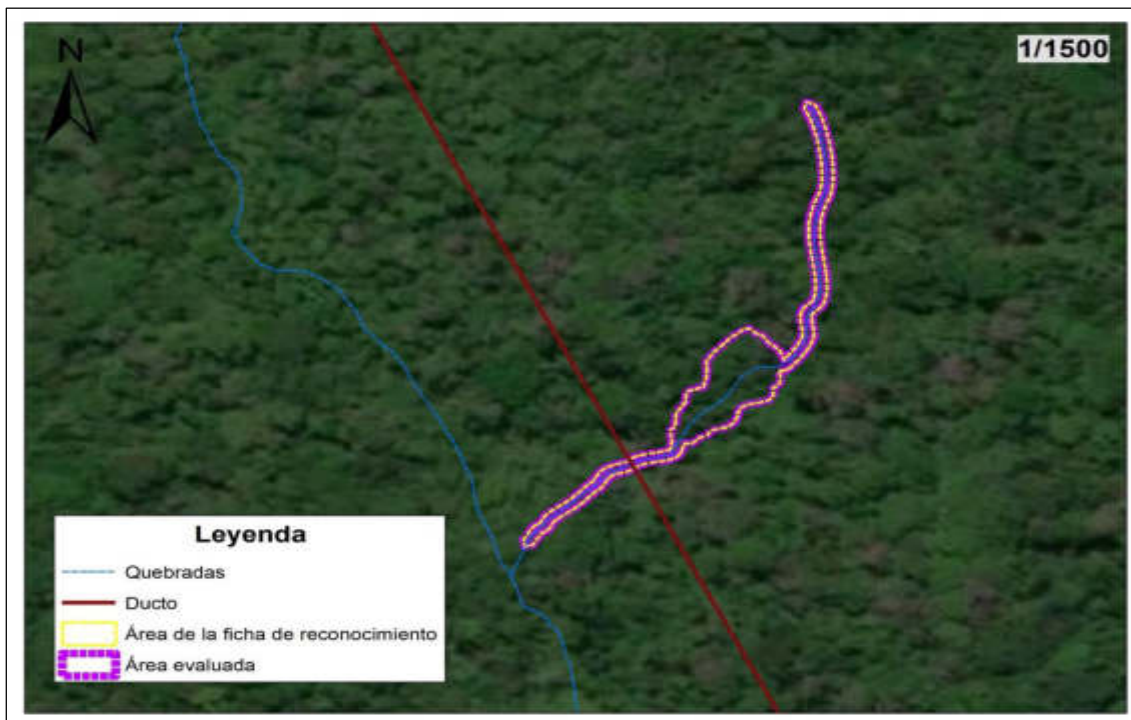 N
1/1500
Leyenda
Quebradas
Ducto
Área de la ficha de reconocimiento
Área evaluada